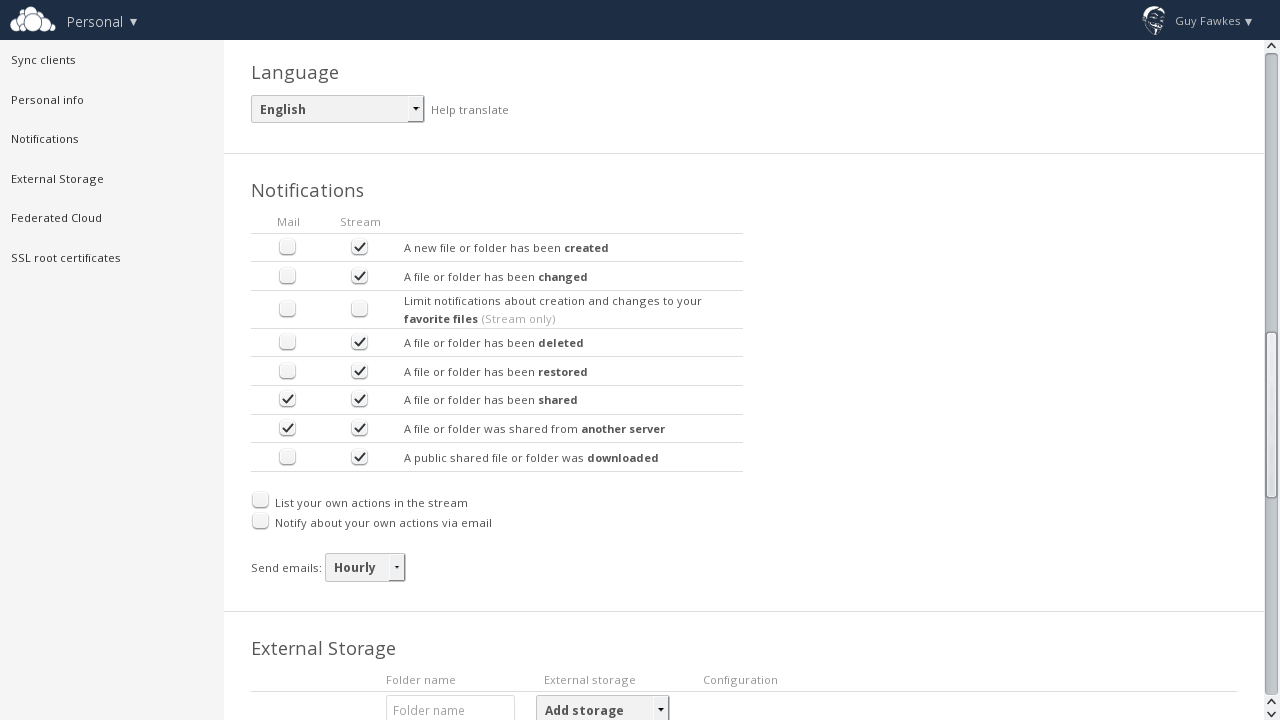 Personal ▼
Guy Fawkes ▼
Sync clients
Personal info
Notifications
External Storage
Federated Cloud
SSL root certificates
Language
English
Help translate
Notifications
Mail Stream
A new file or folder has been created
A file or folder has been changed
Limit notifications about creation and changes to your
favorite files (Stream only)
A file or folder has been deleted
A file or folder has been restored
A file or folder has been shared
A file or folder was shared from another server
A public shared file or folder was downloaded
List your own actions in the stream
Notify about your own actions via email
Send emails: Hourly
External Storage
Folder name External storage Configuration
Folder name Add storage